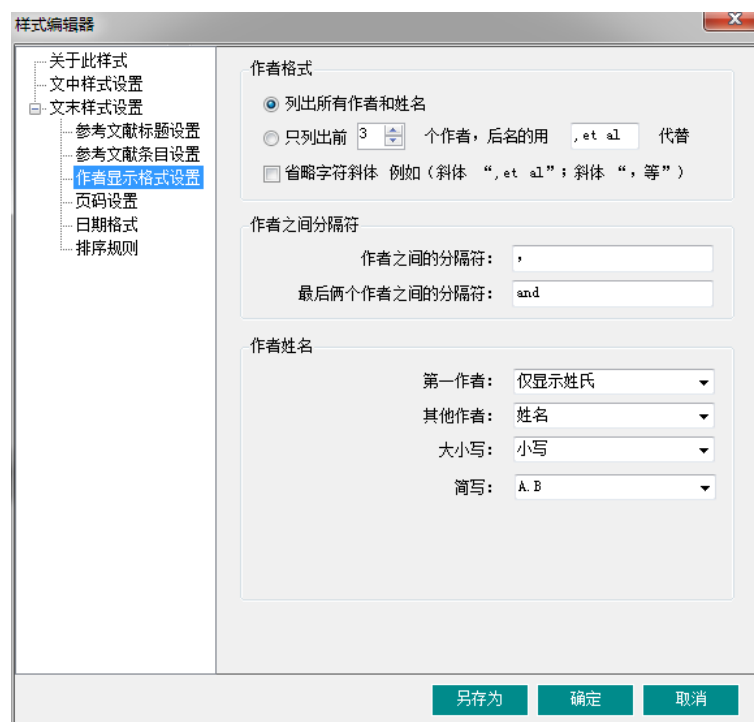 样式编辑器
关于此样式
文中样式设置
文末样式设置
参考文献标题设置
参考文献条目设置
作者显示格式设置
页码设置
日期格式
排序规则
作者格式
列出所有作者和姓名
只列出前 3 个作者，后名的用 ,et al 代替
省略字符斜体 例如（斜体 “,et al”；斜体 “，等”）
作者之间分隔符
作者之间的分隔符： ，
最后俩个作者之间的分隔符： and
作者姓名
第一作者： 仅显示姓氏
其他作者： 姓名
大小写： 小写
简写： A.B
另存为 确定 取消